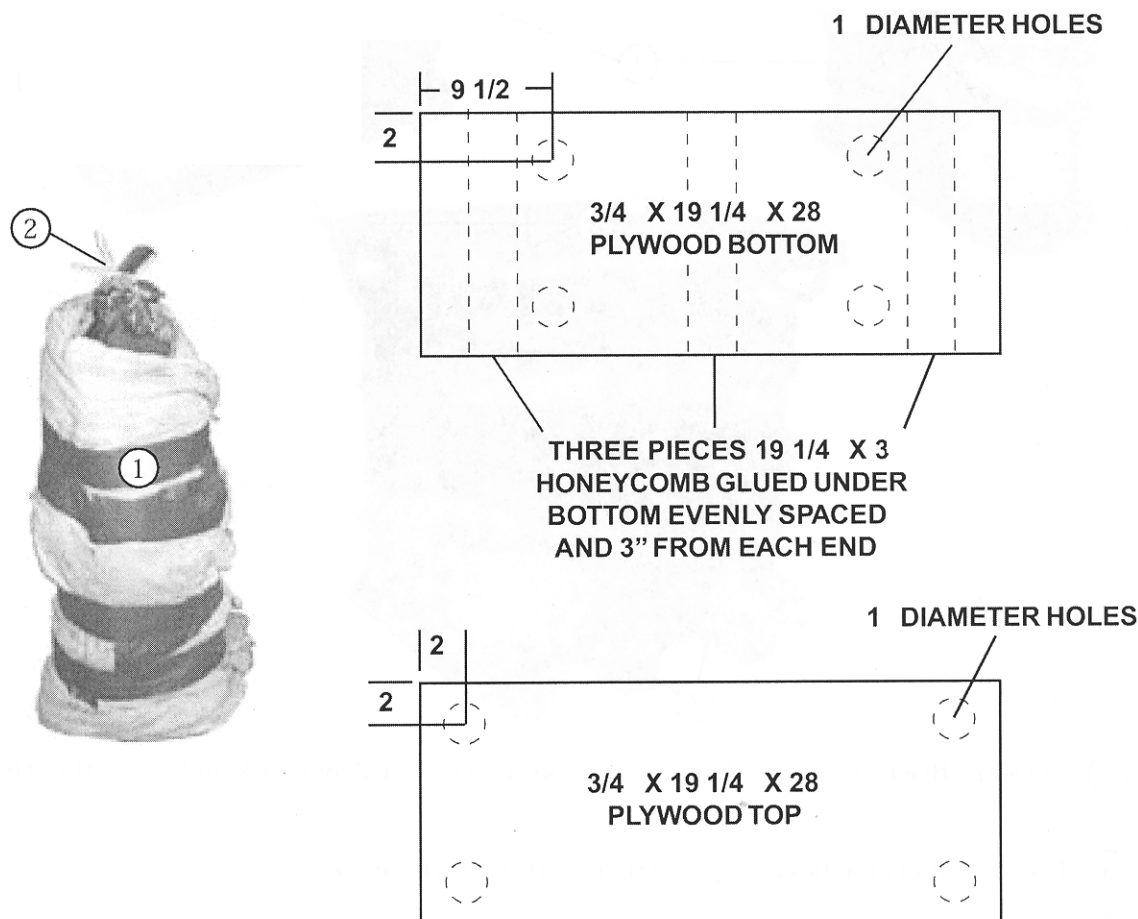 1 DIAMETER HOLES
9 1/2
2
3/4 X 19 1/4 X 28
PLYWOOD BOTTOM
2
1
THREE PIECES 19 1/4 X 3
HONEYCOMB GLUED UNDER
BOTTOM EVENLY SPACED
AND 3” FROM EACH END
1 DIAMETER HOLES
2
2
3/4 X 19 1/4 X 28
PLYWOOD TOP